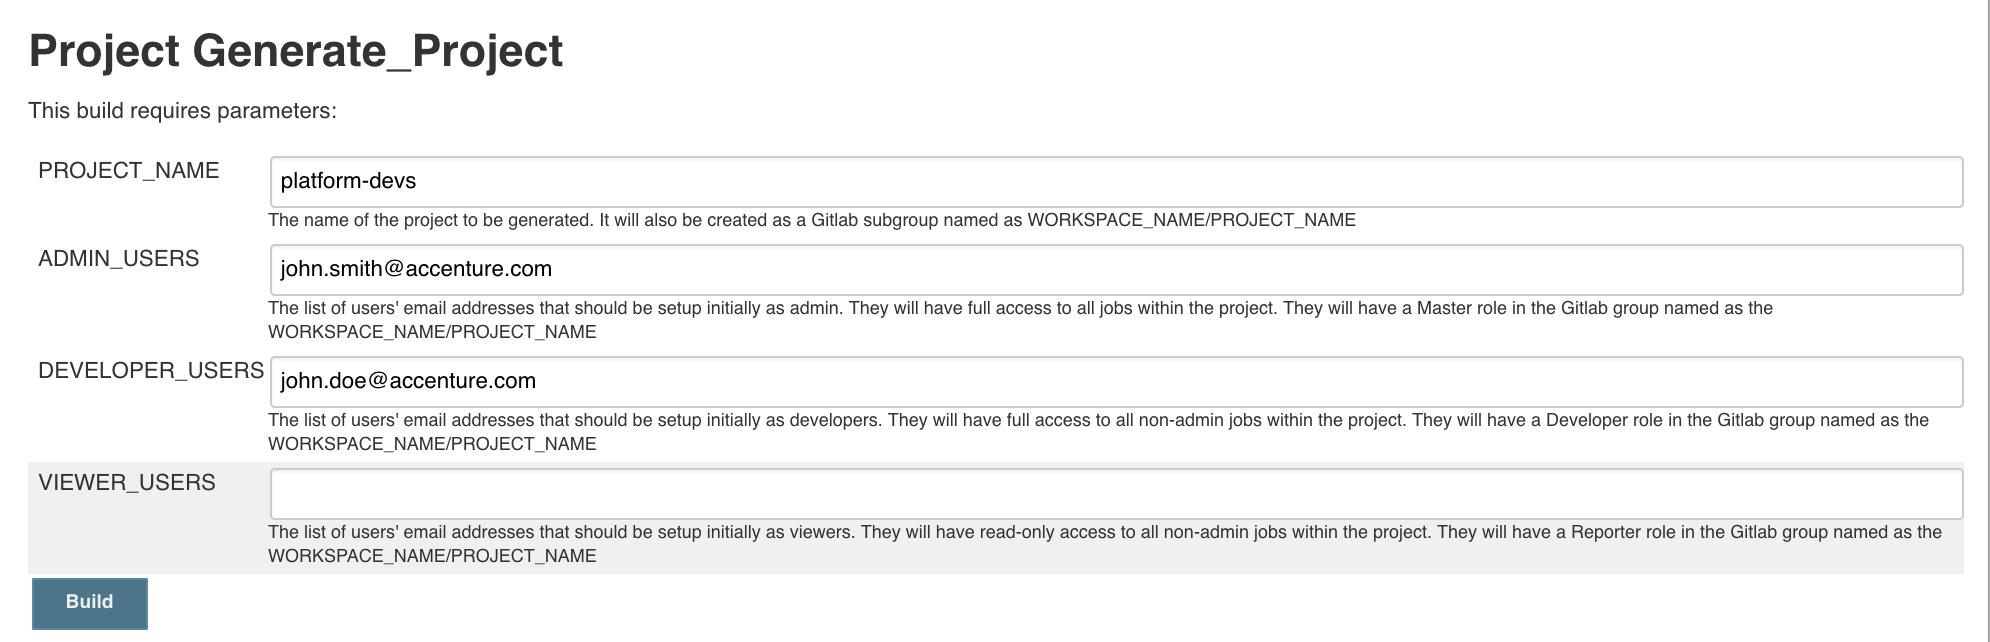 Project Generate_Project
This build requires parameters:
PROJECT_NAME
platform-devs
The name of the project to be generated. It will also be created as a Gitlab subgroup named as WORKSPACE_NAME/PROJECT_NAME
ADMIN_USERS
john.smith@accenture.com
The list of users' email addresses that should be setup initially as admin. They will have full access to all jobs within the project. They will have a Master role in the Gitlab group named as the
WORKSPACE_NAME/PROJECT_NAME
DEVELOPER_USERS
john.doe@accenture.com
The list of users' email addresses that should be setup initially as developers. They will have full access to all non-admin jobs within the project. They will have a Developer role in the Gitlab group named as the
WORKSPACE_NAME/PROJECT_NAME
VIEWER_USERS
The list of users' email addresses that should be setup initially as viewers. They will have read-only access to all non-admin jobs within the project. They will have a Reporter role in the Gitlab group named as the
WORKSPACE_NAME/PROJECT_NAME
Build